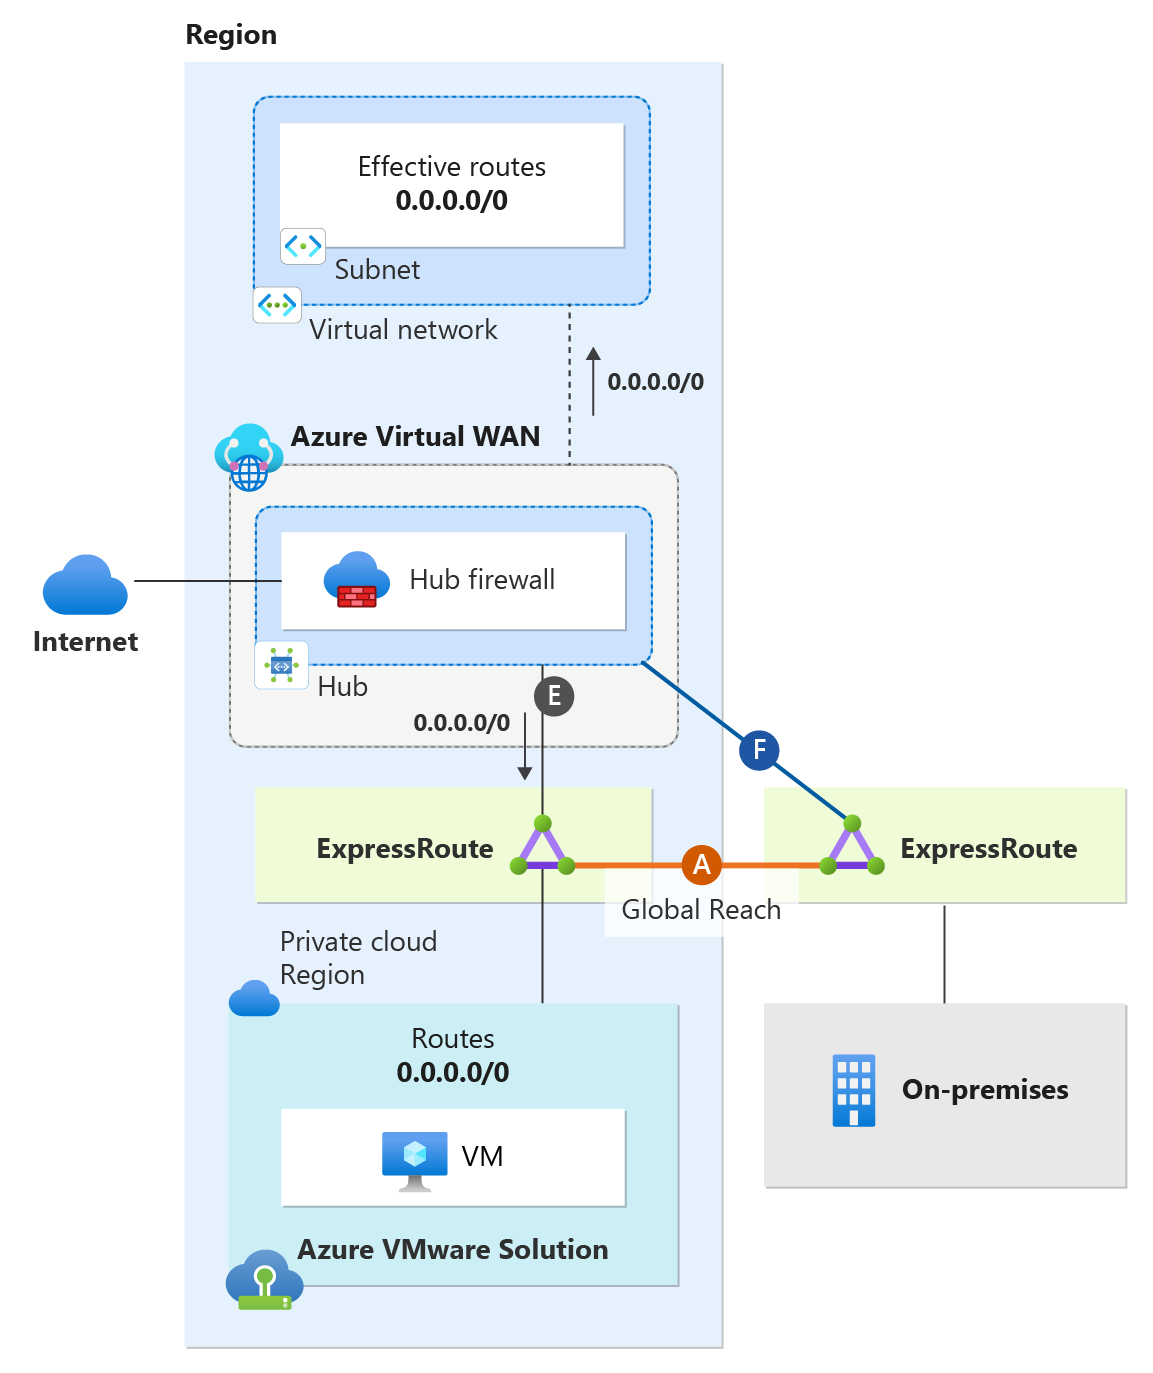 Region
Effective routes
0.0.0.0/0
Subnet
Virtual network
0.0.0.0/0
Azure Virtual WAN
Hub firewall
Internet
Hub
E
0.0.0.0/0
F
ExpressRoute
A
ExpressRoute
Global Reach
Private cloud
Region
Routes
0.0.0.0/0
On-premises
VM
Azure VMware Solution